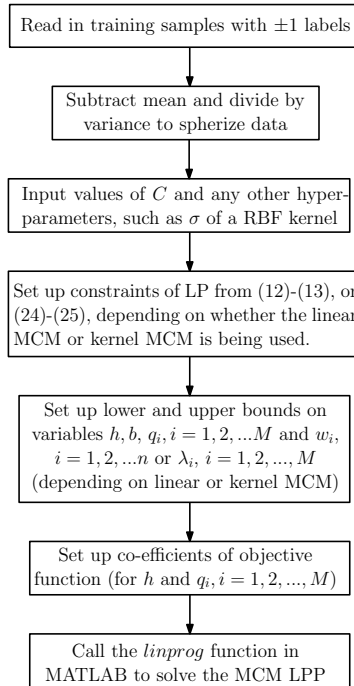 Read in training samples with ±1 labels
Subtract mean and divide by
variance to spherize data
Input values of C and any other hyper-
parameters, such as σ of a RBF kernel
Set up constraints of LP from (12)-(13), or
(24)-(25), depending on whether the linear
MCM or kernel MCM is being used.
Set up lower and upper bounds on
variables h, b, q_i, i = 1, 2, ...M and w_i,
i = 1, 2, ...n or λ_i, i = 1, 2, ..., M
(depending on linear or kernel MCM)
Set up co-efficients of objective
function (for h and q_i, i = 1, 2, ..., M)
Call the linprog function in
MATLAB to solve the MCM LPP